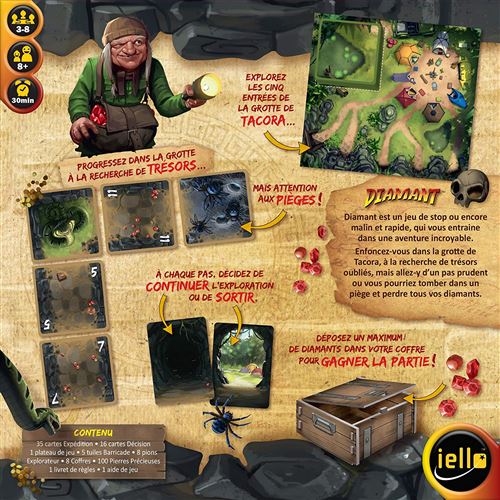 3-8
8+
30min
EXPLOREZ
LES CINQ
ENTRÉES DE
LA GROTTE
DE
TACORA...
PROGRESSEZ DANS LA GROTTE
À LA RECHERCHE DE TRÉSORS...
MAIS ATTENTION
AUX PIÈGES !
11
11
5
5
7
7
DIAMANT
Diamant est un jeu de stop ou encore
malin et rapide, qui vous entraine
dans une aventure incroyable.
Enfoncez-vous dans la grotte de
Tacora, à la recherche de trésors
oubliés, mais allez-y d'un pas prudent
ou vous pourriez tomber dans un
piège et perdre tous vos diamants.
À CHAQUE PAS, DÉCIDEZ DE
CONTINUER L'EXPLORATION
OU DE SORTIR.
DÉPOSEZ UN MAXIMUM
DE DIAMANTS DANS VOTRE COFFRE
POUR GAGNER LA PARTIE !
CONTENU
35 cartes Expédition • 16 cartes Décision
1 plateau de jeu • 5 tuiles Barricade • 8 pions
Explorateur • 8 Coffres • 100 Pierres Précieuses
1 livret de règles • 1 aide de jeu
iello